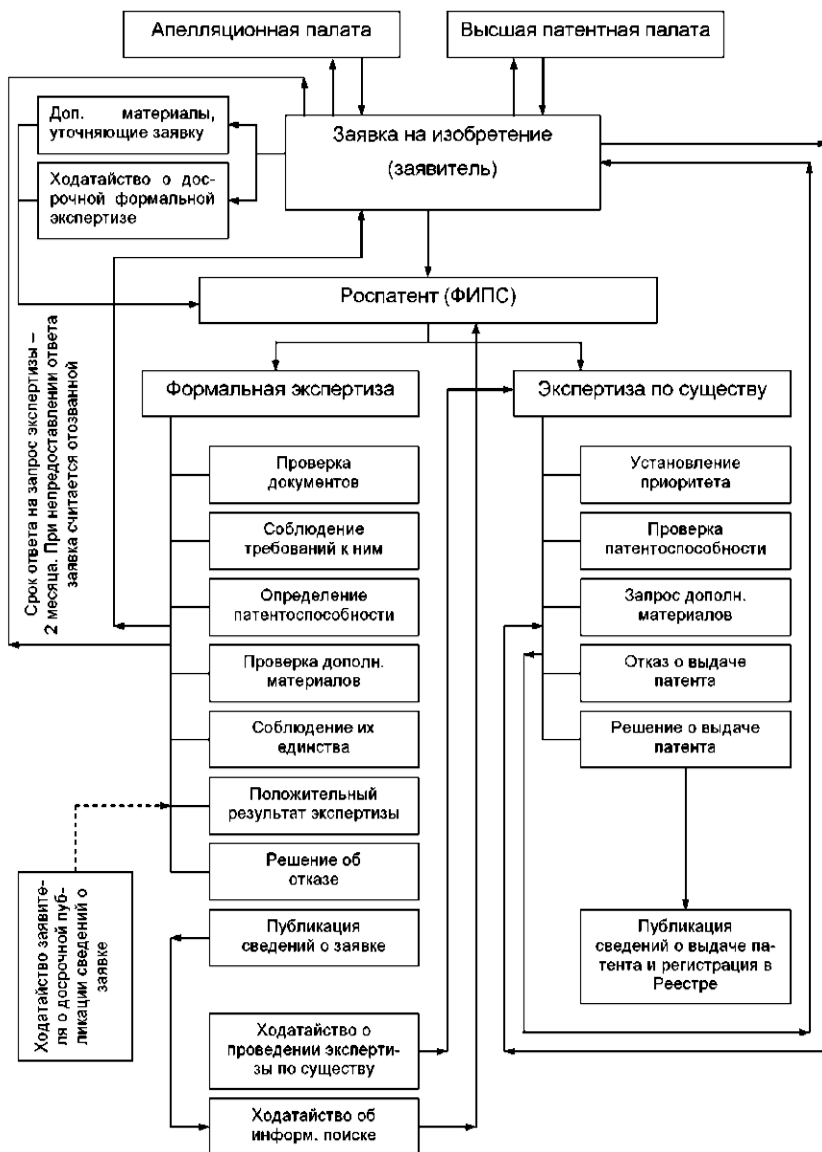 Апелляционная палата
Высшая патентная палата
Доп. материалы,
уточняющие заявку
Заявка на изобретение
(заявитель)
Ходатайство о дос-
рочной формальной
экспертизе
Роспатент (ФИПС)
Срок ответа на запрос экспертизы –
2 месяца. При непредоставлении ответа
заявка считается отозванной
Формальная экспертиза
Экспертиза по существу
Проверка
документов
Соблюдение
требований к ним
Определение
патентоспособности
Проверка дополн.
материалов
Соблюдение их
единства
Положительный
результат экспертизы
Решение об
отказе
Публикация
сведений о заявке
Ходатайство о
проведении эксперти-
зы по существу
Ходатайство об
информ. поиске
Установление
приоритета
Проверка
патентоспособности
Запрос дополн.
материалов
Отказ о выдаче
патента
Решение о выдаче
патента
Публикация
сведений о выдаче па-
тента и регистрация в
Реестре
Ходатайство заявите-
ля о досрочной пуб-
ликации сведений о
заявке